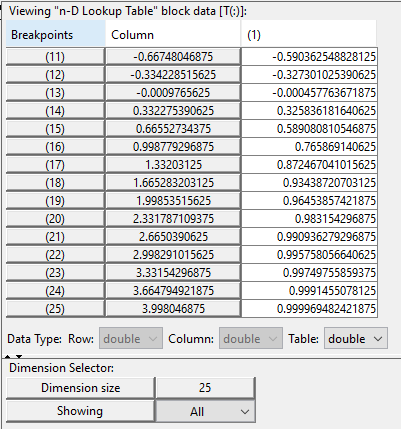 Viewing "n-D Lookup Table" block data [T(:)]:
Breakpoints Column (1)
(11) -0.66748046875 -0.590362548828125
(12) -0.334228515625 -0.327301025390625
(13) -0.0009765625 -0.000457763671875
(14) 0.332275390625 0.325836181640625
(15) 0.66552734375 0.589080810546875
(16) 0.998779296875 0.765869140625
(17) 1.33203125 0.872467041015625
(18) 1.665283203125 0.93438720703125
(19) 1.99853515625 0.96453857421875
(20) 2.331787109375 0.983154296875
(21) 2.6650390625 0.990936279296875
(22) 2.998291015625 0.995758056640625
(23) 3.33154296875 0.99749755859375
(24) 3.664794921875 0.9991455078125
(25) 3.998046875 0.999969482421875
Data Type: Row: double Column: double Table: double
Dimension Selector:
Dimension size 25
Showing All